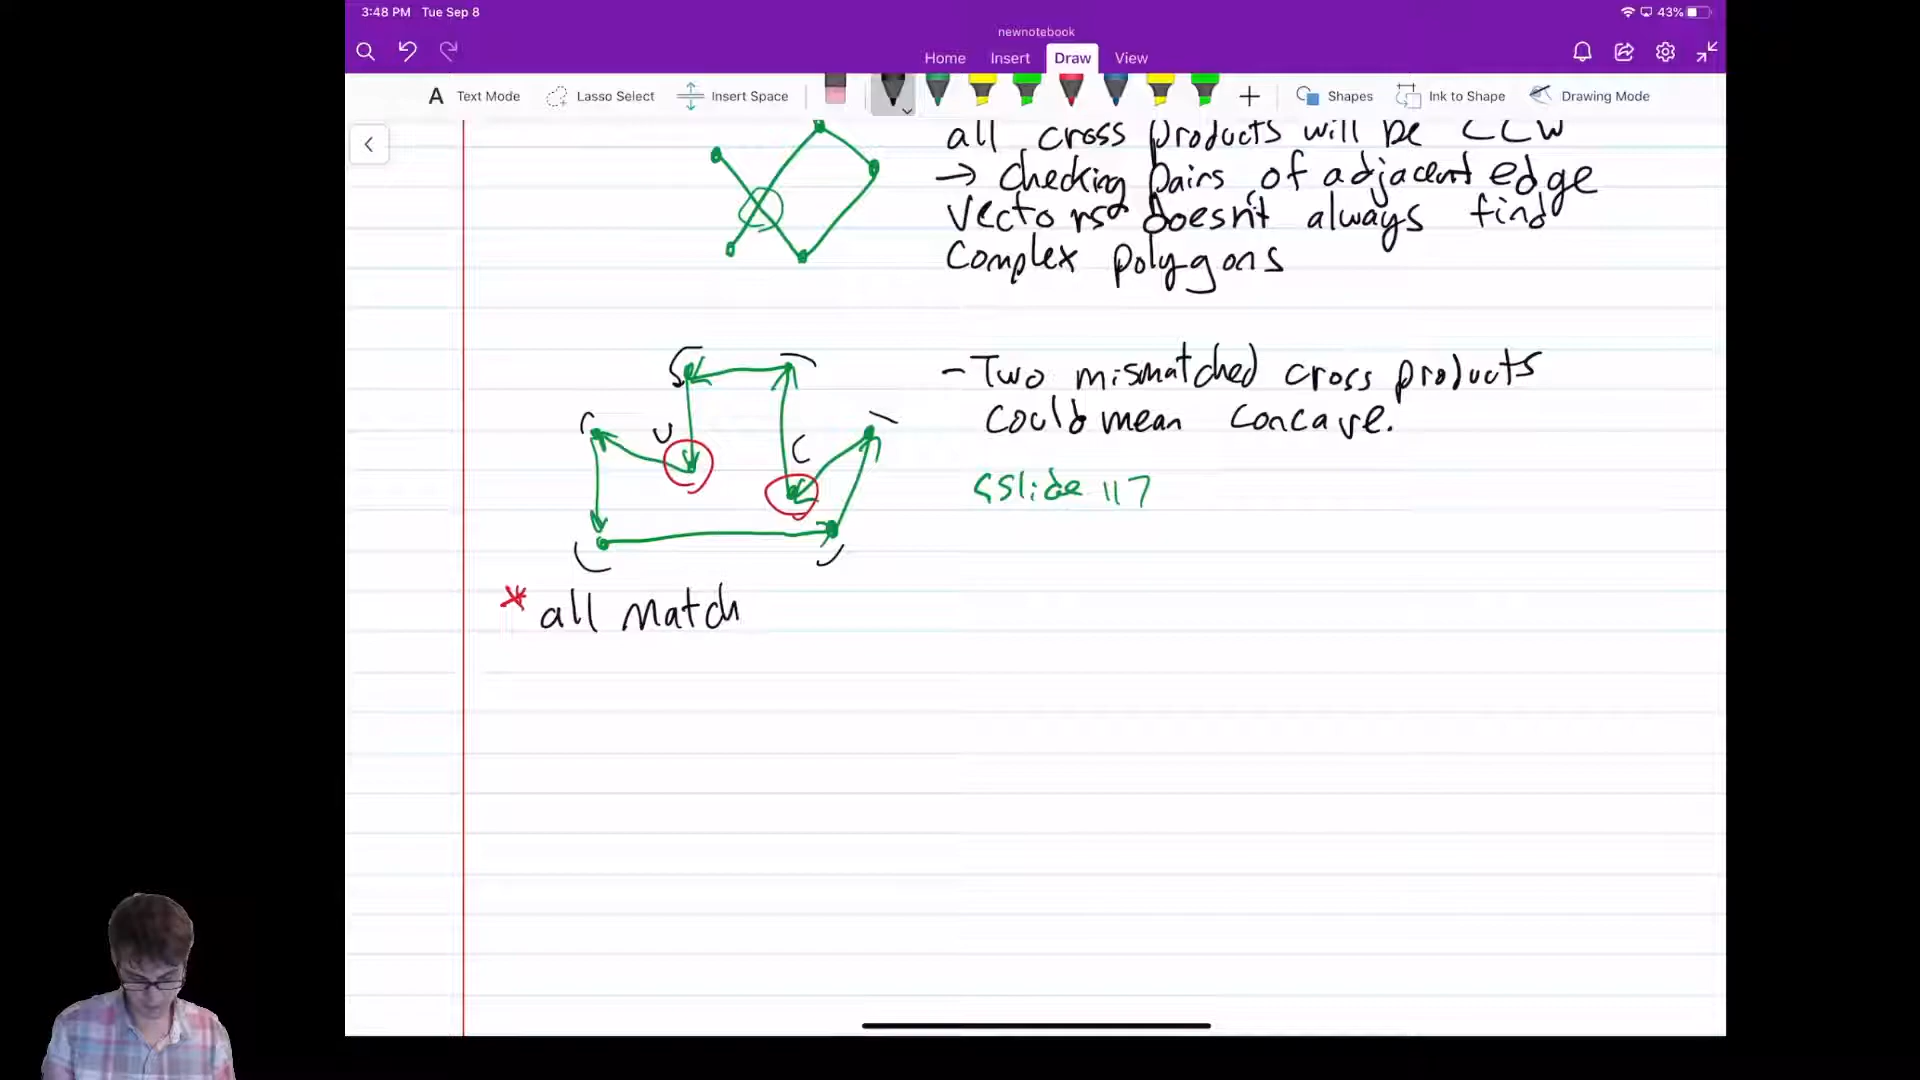 3:48 PM Tue Sep 8
43%
newnotebook
Home Insert Draw View
A Text Mode Lasso Select Insert Space Shapes Ink to Shape Drawing Mode
all cross products will be CCW
→ checking pairs of adjacent edge
vectors doesn't always find
complex polygons
- Two mismatched cross products
could mean concave.
* all match